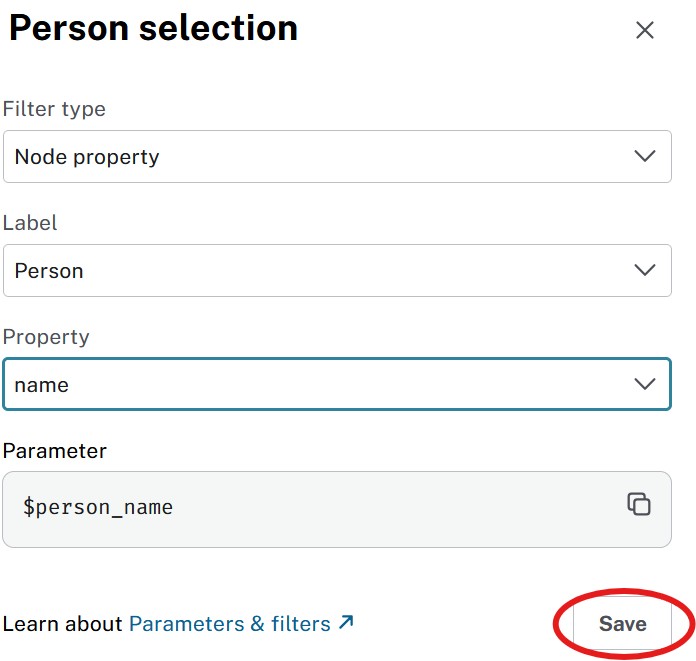 Person selection
Filter type
Node property
Label
Person
Property
name
Parameter
$person_name
Learn about Parameters & filters
Save